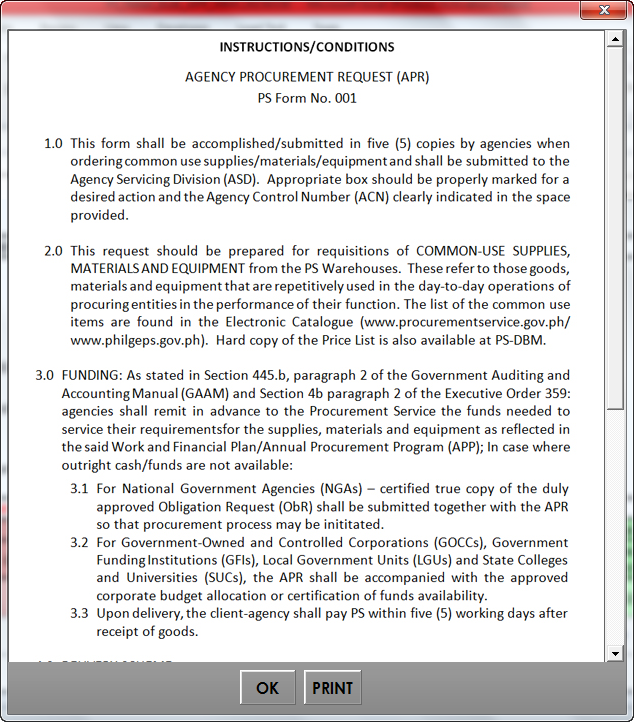 INSTRUCTIONS/CONDITIONS
AGENCY PROCUREMENT REQUEST (APR)
PS Form No. 001
1.0 This form shall be accomplished/submitted in five (5) copies by agencies when
ordering common use supplies/materials/equipment and shall be submitted to the
Agency Servicing Division (ASD). Appropriate box should be properly marked for a
desired action and the Agency Control Number (ACN) clearly indicated in the space
provided.
2.0 This request should be prepared for requisitions of COMMON-USE SUPPLIES,
MATERIALS AND EQUIPMENT from the PS Warehouses. These refer to those goods,
materials and equipment that are repetitively used in the day-to-day operations of
procuring entities in the performance of their function. The list of the common use
items are found in the Electronic Catalogue (www.procurementservice.gov.ph/
www.philgeps.gov.ph). Hard copy of the Price List is also available at PS-DBM.
3.0 FUNDING: As stated in Section 445.b, paragraph 2 of the Government Auditing and
Accounting Manual (GAAM) and Section 4b paragraph 2 of the Executive Order 359:
agencies shall remit in advance to the Procurement Service the funds needed to
service their requirementsfor the supplies, materials and equipment as reflected in
the said Work and Financial Plan/Annual Procurement Program (APP); In case where
outright cash/funds are not available:
3.1 For National Government Agencies (NGAs) – certified true copy of the duly
approved Obligation Request (ObR) shall be submitted together with the APR
so that procurement process may be inititated.
3.2 For Government-Owned and Controlled Corporations (GOCCs), Government
Funding Institutions (GFIs), Local Government Units (LGUs) and State Colleges
and Universities (SUCs), the APR shall be accompanied with the approved
corporate budget allocation or certification of funds availability.
3.3 Upon delivery, the client-agency shall pay PS within five (5) working days after
receipt of goods.
OK PRINT